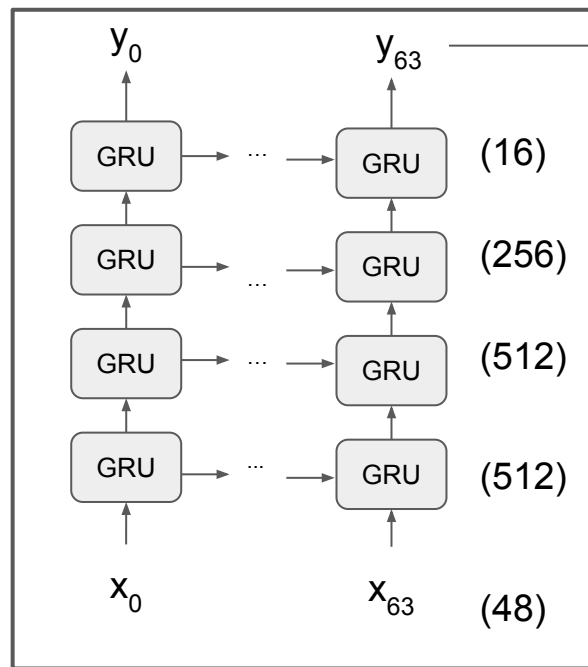 y₀ y₆₃
GRU ... GRU (16)
GRU ... GRU (256)
GRU ... GRU (512)
GRU ... GRU (512)
x₀ x₆₃ (48)